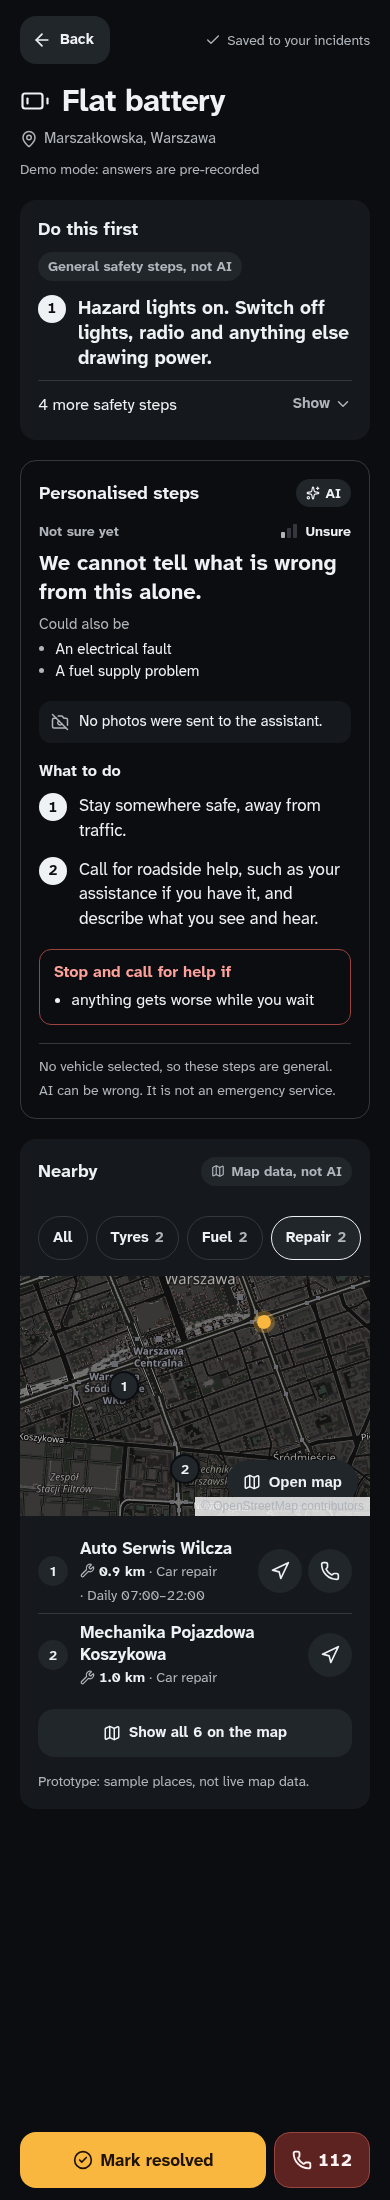 Back
Saved to your incidents
Flat battery
Marszałkowska, Warszawa
Demo mode: answers are pre-recorded
Do this first
General safety steps, not AI
1 Hazard lights on. Switch off
lights, radio and anything else
drawing power.
4 more safety steps
Show
Personalised steps
AI
Not sure yet
Unsure
We cannot tell what is wrong
from this alone.
Could also be
• An electrical fault
• A fuel supply problem
No photos were sent to the assistant.
What to do
1 Stay somewhere safe, away from
traffic.
2 Call for roadside help, such as your
assistance if you have it, and
describe what you see and hear.
Stop and call for help if
• anything gets worse while you wait
No vehicle selected, so these steps are general.
AI can be wrong. It is not an emergency service.
Nearby
Map data, not AI
All
Tyres 2
Fuel 2
Repair 2
Warszawa
Warszawa
Centralna
1
WKD
Koszykowa
2
Zespół
Stacji Filtrów
Śródmieście
Open map
OpenStreetMap contributors
1
Auto Serwis Wilcza
0.9 km · Car repair
· Daily 07:00–22:00
2
Mechanika Pojazdowa
Koszykowa
1.0 km · Car repair
Show all 6 on the map
Prototype: sample places, not live map data.
Mark resolved
112